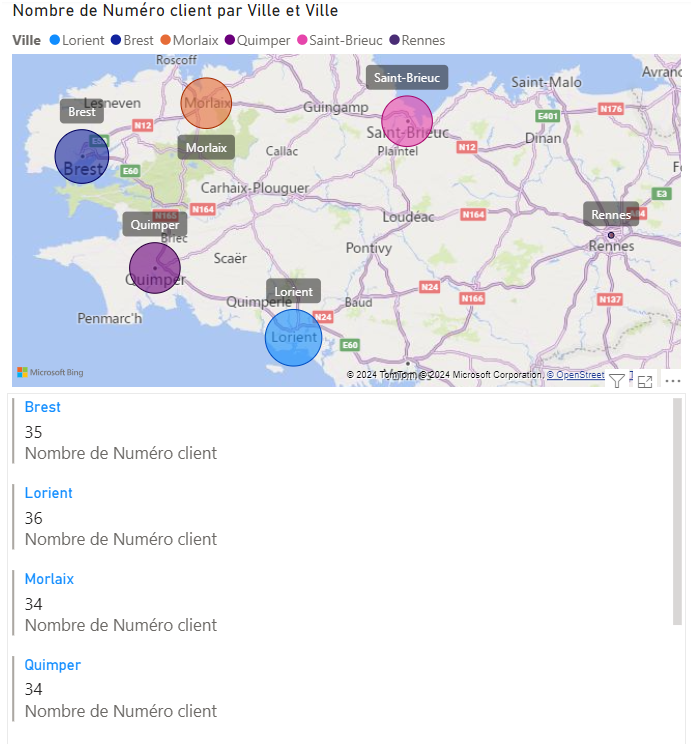 Nombre de Numéro client par Ville et Ville
Ville Lorient Brest Morlaix Quimper Saint-Brieuc Rennes
Roscoff
Saint-Brieuc
Saint-Malo
Lesneven
Morlaix
Guingamp
N176
Brest
N12
Saint-Brieuc
E401
Dinan
Morlaix
Callac
Plaintel
N12
Brest
E60
Carhaix-Plouguer
E3
N164
Loudéac
N164
Rennes
Quimper
Briec
Rennes
Scaër
Pontivy
Quimper
Lorient
N24
Quimperlé
Baud
N166
N137
Penmarc'h
N24
Lorient
E60
Microsoft Bing
© 2024 TomTom, © 2024 Microsoft Corporation, © OpenStreet
Brest
35
Nombre de Numéro client
Lorient
36
Nombre de Numéro client
Morlaix
34
Nombre de Numéro client
Quimper
34
Nombre de Numéro client